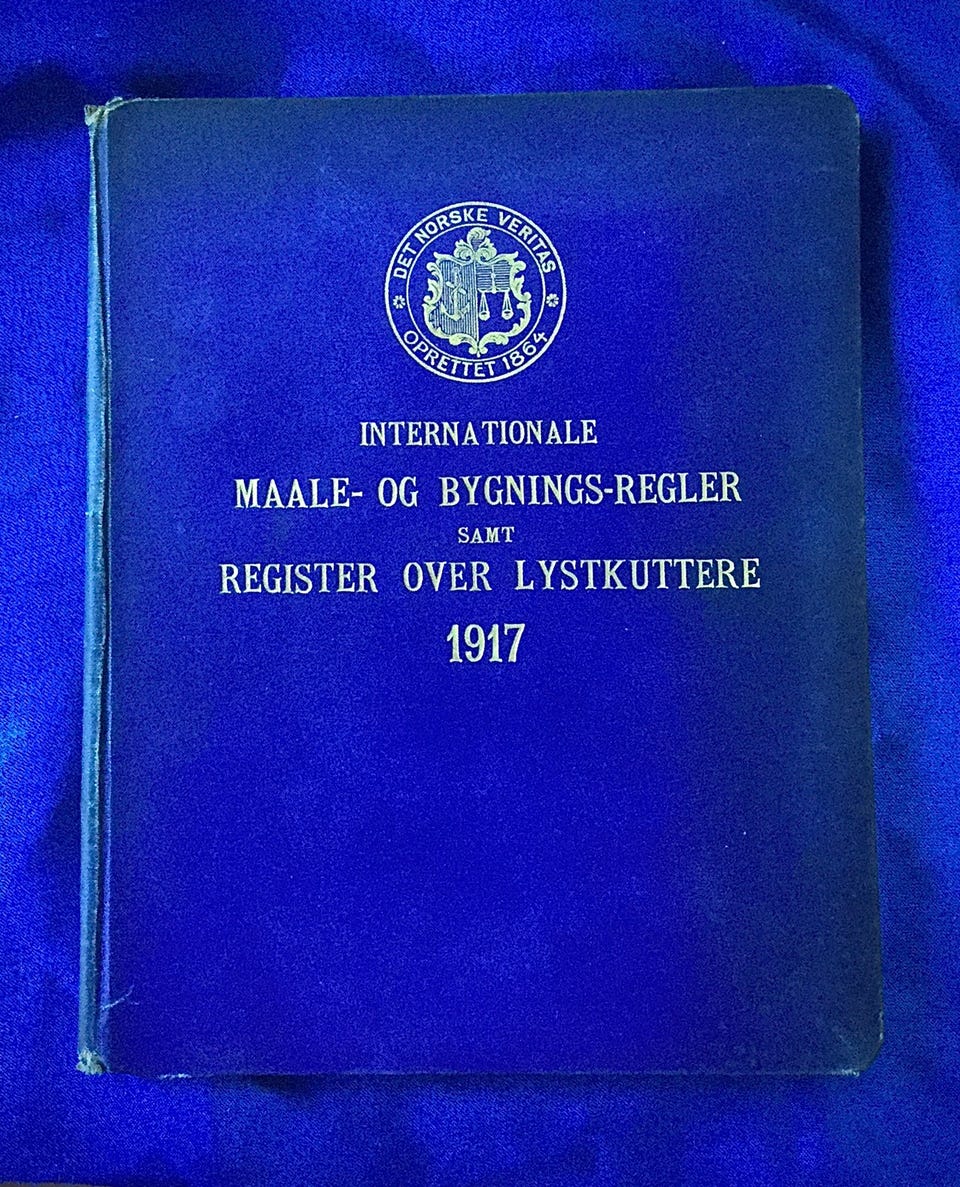 DET NORSKE VERITAS
OPRETTET 1864
INTERNATIONALE
MAALE- OG BYGNINGS-REGLER
SAMT
REGISTER OVER LYSTKUTTERE
1917